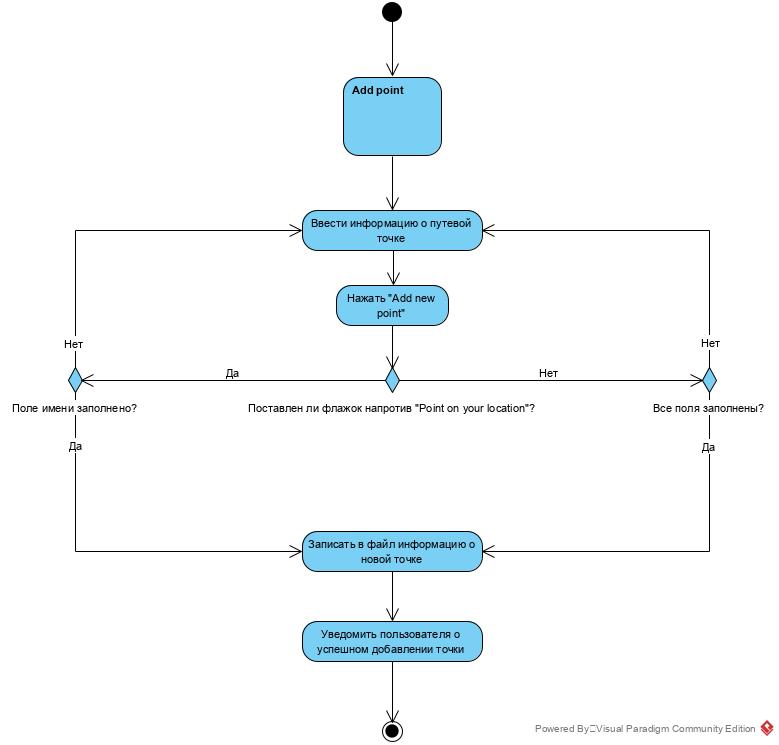 Add point
Ввести информацию о путевой
точке
Нажать "Add new
point"
Нет
Нет
Да
Нет
Поле имени заполнено?
Поставлен ли флажок напротив "Point on your location"?
Все поля заполнены?
Да
Да
Записать в файл информацию о
новой точке
Уведомить пользователя о
успешном добавлении точки
Powered By Visual Paradigm Community Edition